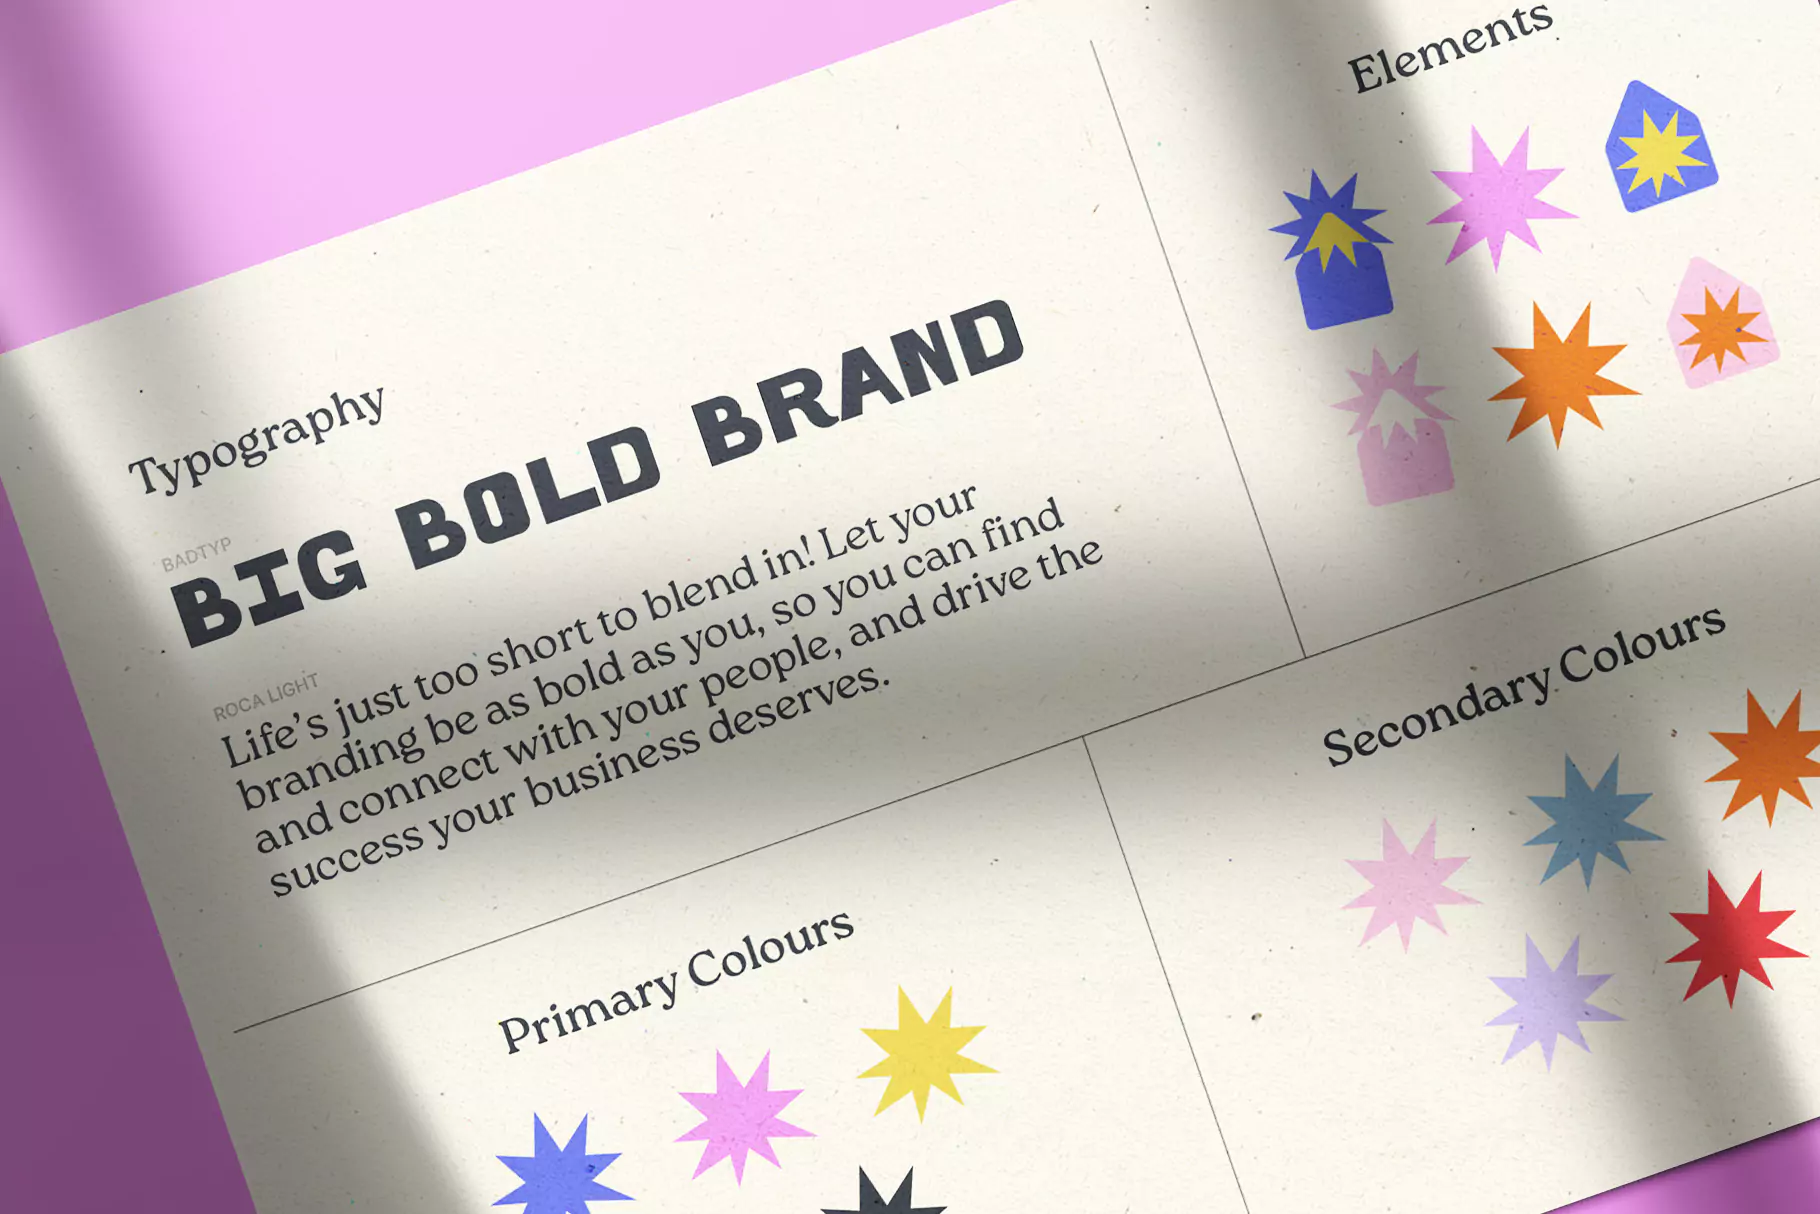 Typography
BADTYP
BIG BOLD BRAND
ROCA LIGHT
Life's just too short to blend in! Let your
branding be as bold as you, so you can find
and connect with your people, and drive the
success your business deserves.
Elements
Primary Colours
Secondary Colours